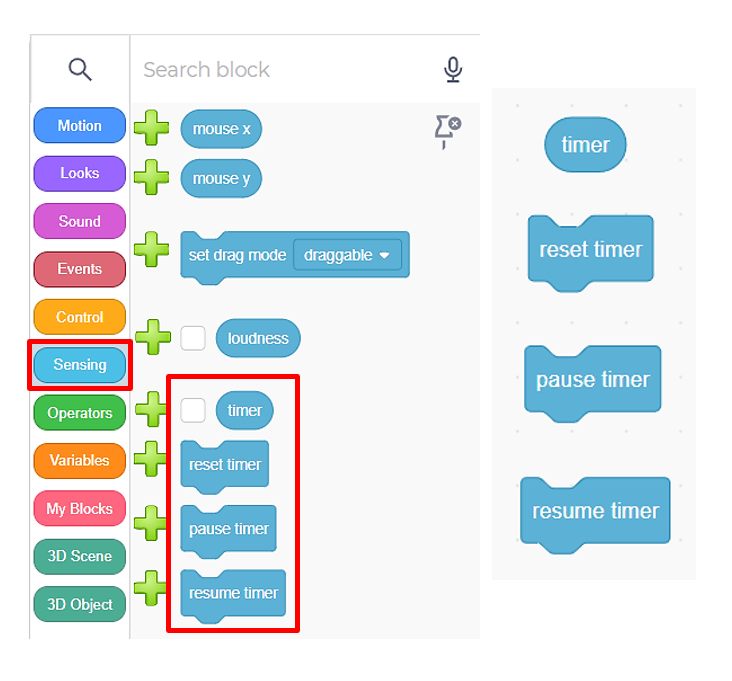 Search block
Motion
Looks
Sound
Events
Control
Sensing
Operators
Variables
My Blocks
3D Scene
3D Object
mouse x
mouse y
set drag mode draggable
loudness
timer
reset timer
pause timer
resume timer
timer
reset timer
pause timer
resume timer